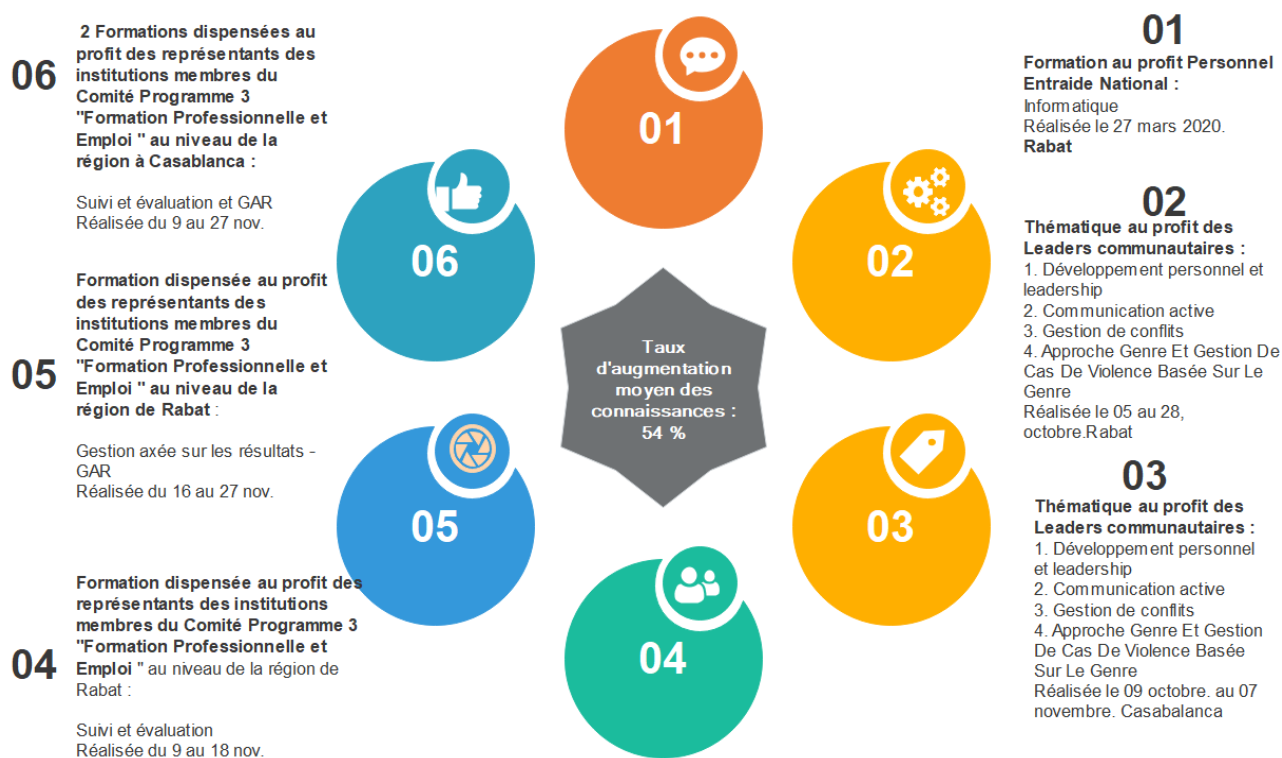 01
Formation au profit Personnel
Entraide National :
Informatique
Réalisée le 27 mars 2020.
Rabat
02
Thématique au profit des
Leaders communautaires :
1. Développement personnel et
leadership
2. Communication active
3. Gestion de conflits
4. Approche Genre Et Gestion De
Cas De Violence Basée Sur Le
Genre
Réalisée le 05 au 28,
octobre.Rabat
03
Thématique au profit des
Leaders communautaires :
1. Développement personnel
et leadership
2. Communication active
3. Gestion de conflits
4. Approche Genre Et Gestion
De Cas De Violence Basée
Sur Le Genre
Réalisée le 09 octobre. au 07
novembre. Casabalanca
04
Formation dispensée au profit des
représentants des institutions
membres du Comité Programme 3
"Formation Professionnelle et
Emploi " au niveau de la région de
Rabat :
Suivi et évaluation
Réalisée du 9 au 18 nov.
05
Formation dispensée au profit
des représentants des
institutions membres du
Comité Programme 3
"Formation Professionnelle et
Emploi " au niveau de la
région de Rabat :
Gestion axée sur les résultats -
GAR
Réalisée du 16 au 27 nov.
06
2 Formations dispensées au
profit des représentants des
institutions membres du
Comité Programme 3
"Formation Professionnelle et
Emploi " au niveau de la
région à Casablanca :
Suivi et évaluation et GAR
Réalisée du 9 au 27 nov.
01
02
03
04
05
06
Taux
d'augmentation
moyen des
connaissances :
54 %